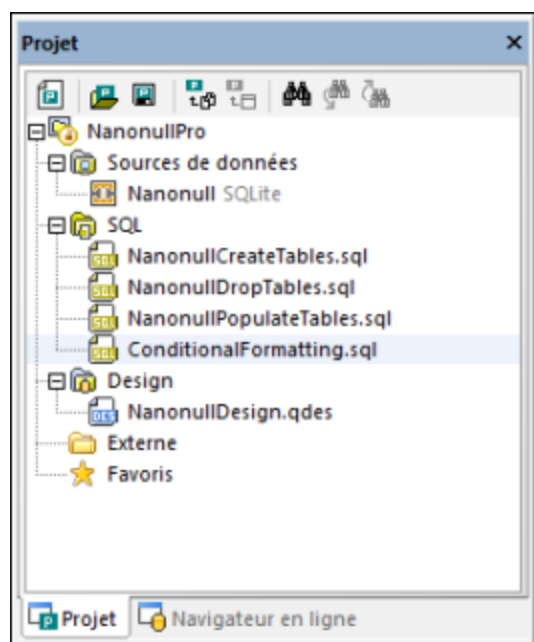 Projet
NanonullPro
Sources de données
Nanonull SQLite
SQL
NanonullCreateTables.sql
NanonullDropTables.sql
NanonullPopulateTables.sql
ConditionalFormatting.sql
Design
NanonullDesign.qdes
Externe
Favoris
Projet Navigateur en ligne